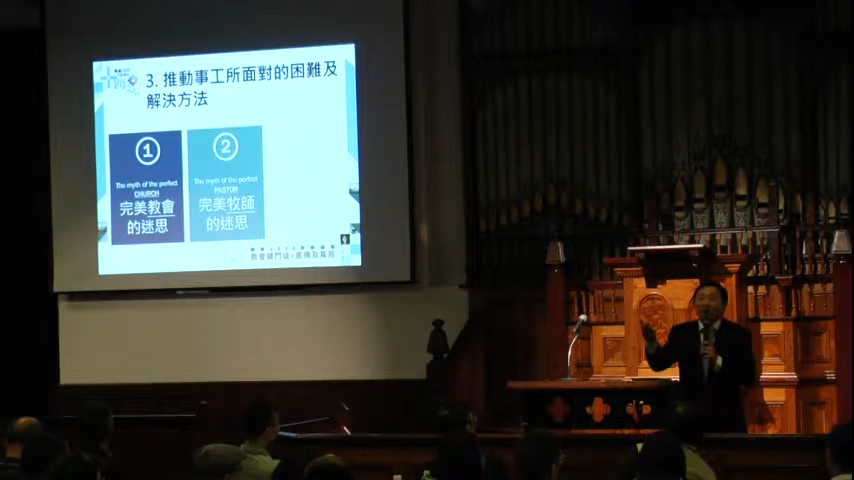 3. 推動事工所面對的困難及
解決方法
1
The myth of the perfect
CHURCH
完美教會
的迷思
2
The myth of the perfect
PASTOR
完美牧師
的迷思